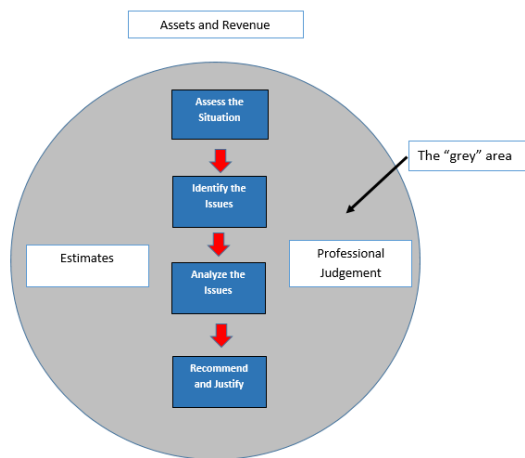 Assets and Revenue
Assess the
Situation
The “grey” area
Identify the
Issues
Estimates
Professional
Judgement
Analyze the
Issues
Recommend
and Justify